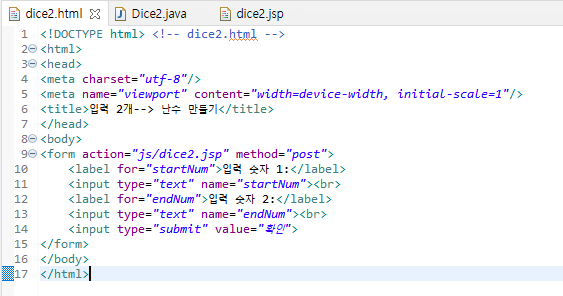 dice2.html Dice2.java dice2.jsp
1 <!DOCTYPE html> <!-- dice2.html -->
2 <html>
3 <head>
4 <meta charset="utf-8"/>
5 <meta name="viewport" content="width=device-width, initial-scale=1"/>
6 <title>입력 2개--> 난수 만들기</title>
7 </head>
8 <body>
9 <form action="js/dice2.jsp" method="post">
10 <label for="startNum">입력 숫자 1:</label>
11 <input type="text" name="startNum"><br>
12 <label for="endNum">입력 숫자 2:</label>
13 <input type="text" name="endNum"><br>
14 <input type="submit" value="확인">
15 </form>
16 </body>
17 </html>